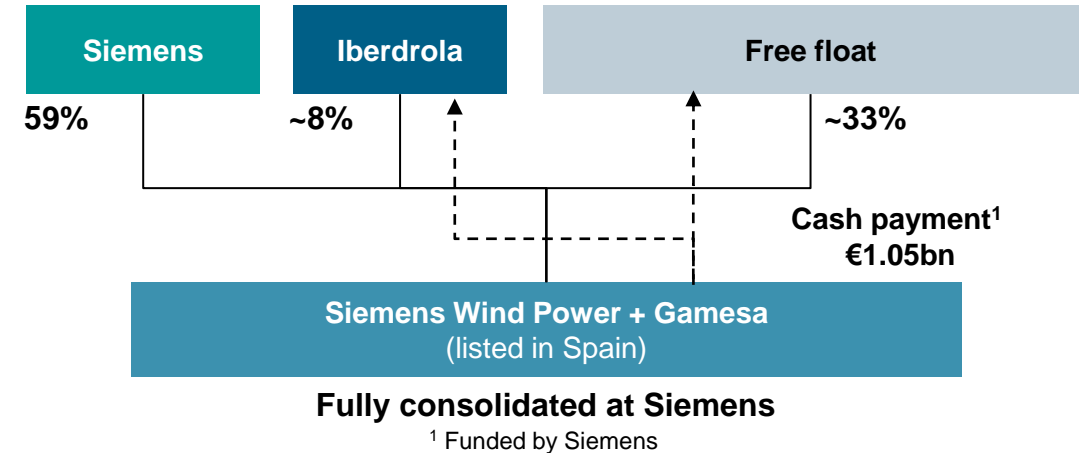 Siemens
Iberdrola
Free float
59%
~8%
~33%
Cash payment¹
€1.05bn
Siemens Wind Power + Gamesa
(listed in Spain)
Fully consolidated at Siemens
¹ Funded by Siemens